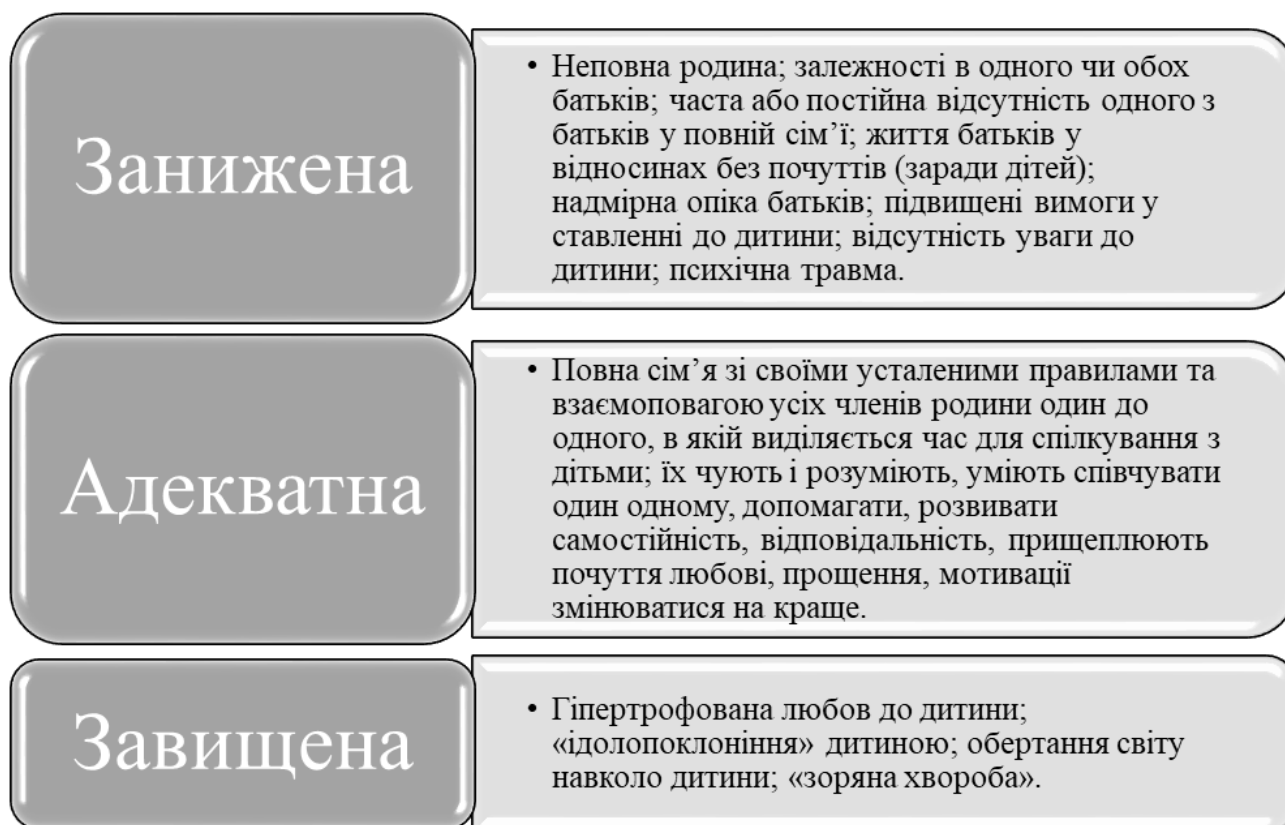 Занижена
• Неповна родина; залежності в одного чи обох
батьків; часта або постійна відсутність одного з
батьків у повній сім’ї; життя батьків у
відносинах без почуттів (заради дітей);
надмірна опіка батьків; підвищені вимоги у
ставленні до дитини; відсутність уваги до
дитини; психічна травма.
Адекватна
• Повна сім’я зі своїми усталеними правилами та
взаємоповагою усіх членів родини один до
одного, в якій виділяється час для спілкування з
дітьми; їх чують і розуміють, уміють співчувати
один одному, допомагати, розвивати
самостійність, відповідальність, прищеплюють
почуття любові, прощення, мотивації
змінюватися на краще.
Завищена
• Гіпертрофована любов до дитини;
«ідолопоклоніння» дитиною; обертання світу
навколо дитини; «зоряна хвороба».